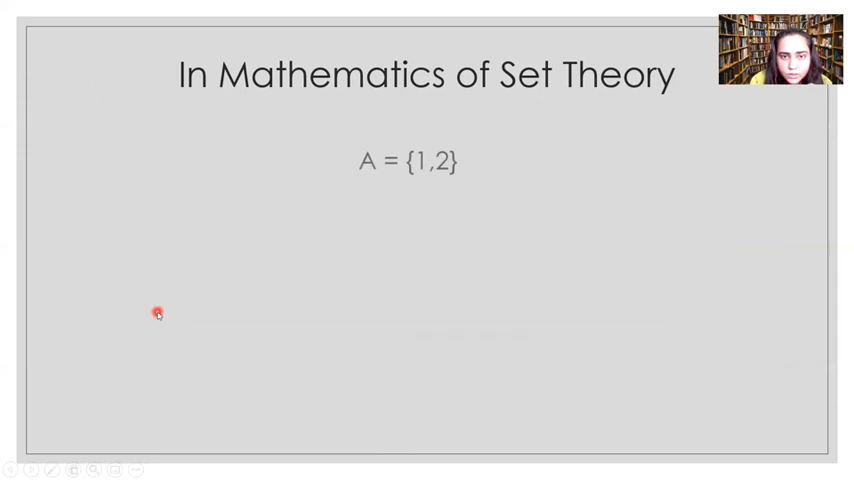 In Mathematics of Set Theory
A = {1,2}